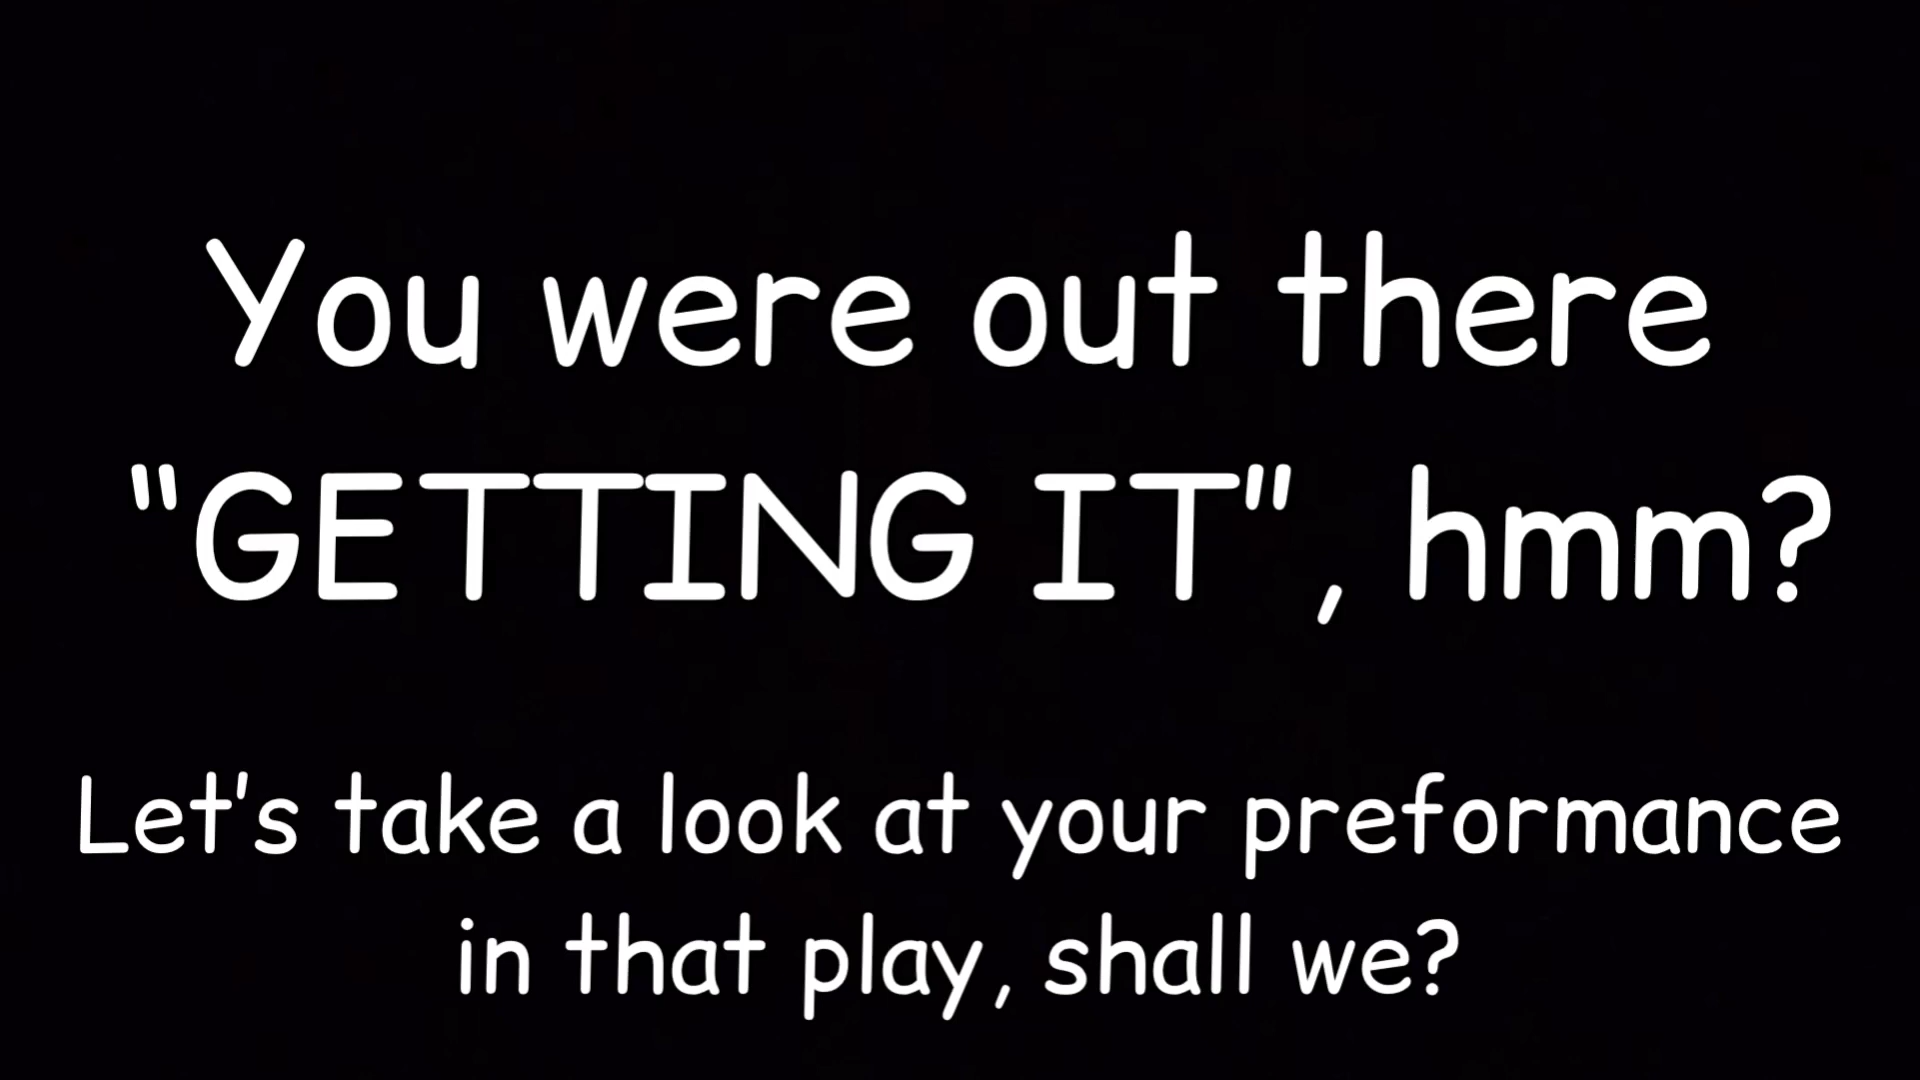 You were out there
"GETTING IT", hmm?
Let's take a look at your preformance
in that play, shall we?